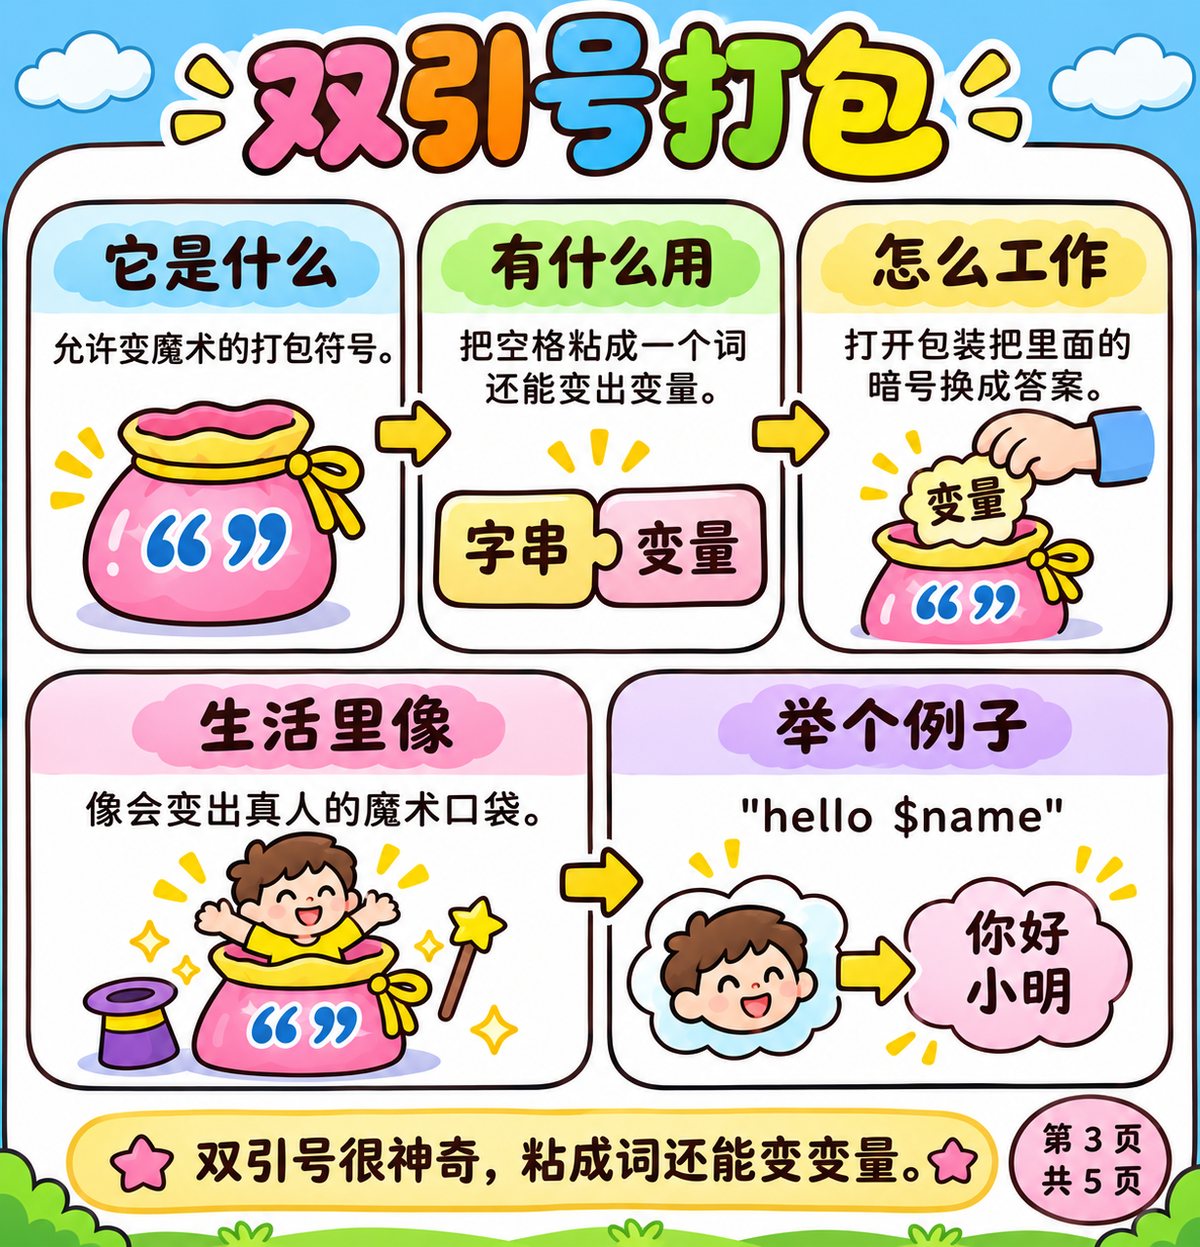 双引号打包
它是什么
允许变魔术的打包符号。
“ ”
有什么用
把空格粘成一个词
还能变出变量。
字串
变量
怎么工作
打开包装把里面的
暗号换成答案。
变量
“ ”
生活里像
像会变出真人的魔术口袋。
“ ”
举个例子
"hello $name"
你好
小明
双引号很神奇，粘成词还能变变量。
第 3 页
共 5 页